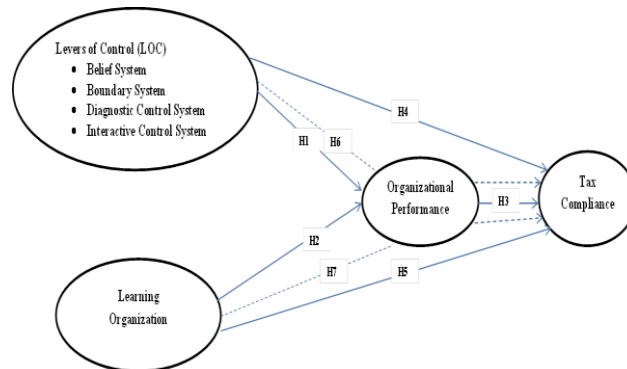 Levers of Control (LOC)
• Belief System
• Boundary System
• Diagnostic Control System
• Interactive Control System
H4
H1
H6
Organizational
Performance
Tax
Compliance
H3
H2
H7
H5
Learning
Organization